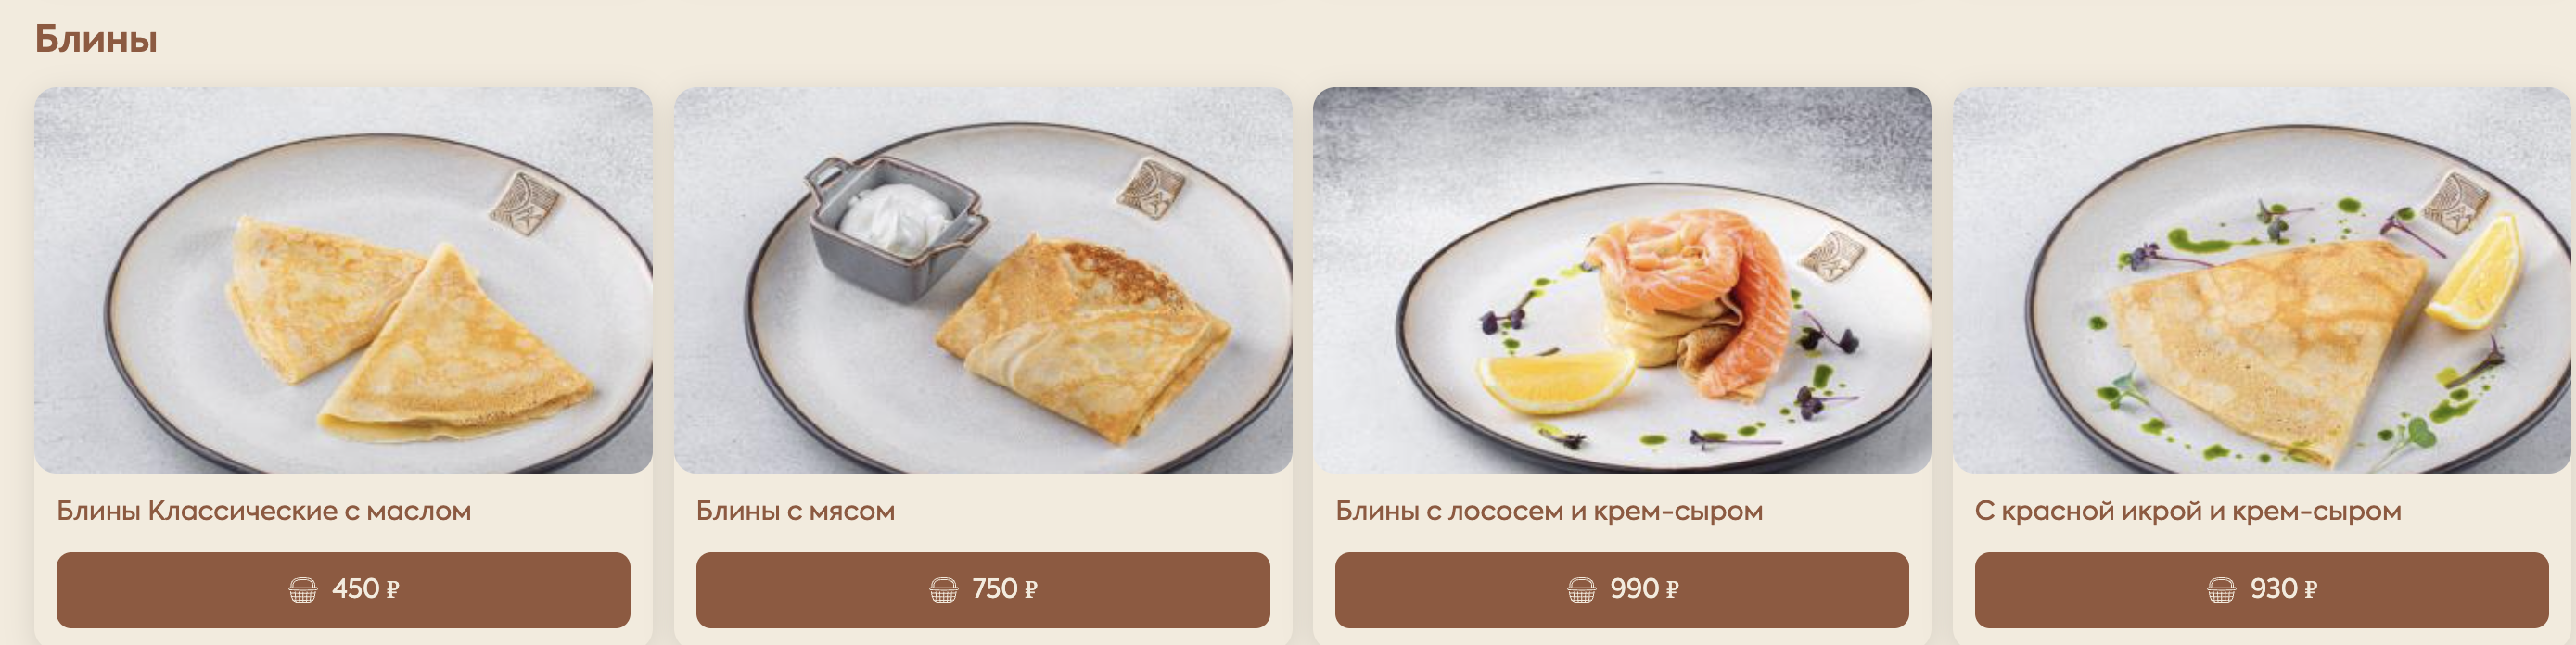 Блины
Блины Классические с маслом
450 ₽
Блины с мясом
750 ₽
Блины с лососем и крем-сыром
990 ₽
С красной икрой и крем-сыром
930 ₽